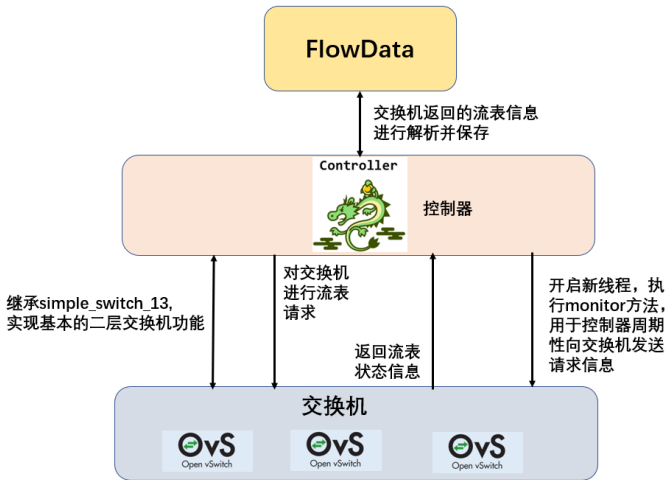 FlowData
交换机返回的流表信息
进行解析并保存
Controller
控制器
继承simple_switch_13,
实现基本的二层交换机功能
对交换机
进行流表
请求
返回流表
状态信息
开启新线程，执
行monitor方法，
用于控制器周期
性向交换机发送
请求信息
交换机
OvS
Open vSwitch
OvS
Open vSwitch
OvS
Open vSwitch